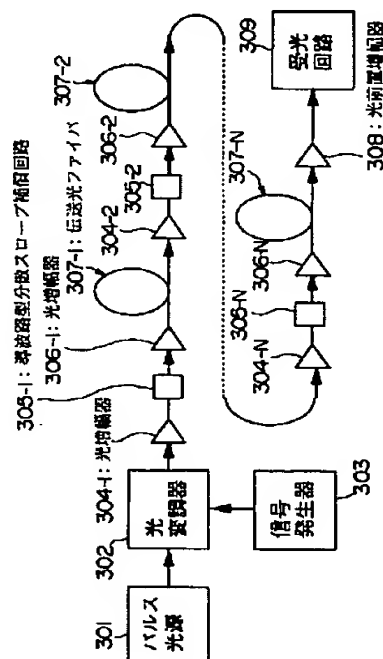 301
パルス
光源
302
光
変調器
303
信号
発生器
304-1:光増幅器
305-1:導波路型分散スロープ補償回路
306-1:光増幅器
307-1:伝送光ファイバ
304-2
305-2
306-2
307-2
304-N
305-N
306-N
307-N
308:光前置増幅器
309
受光
回路